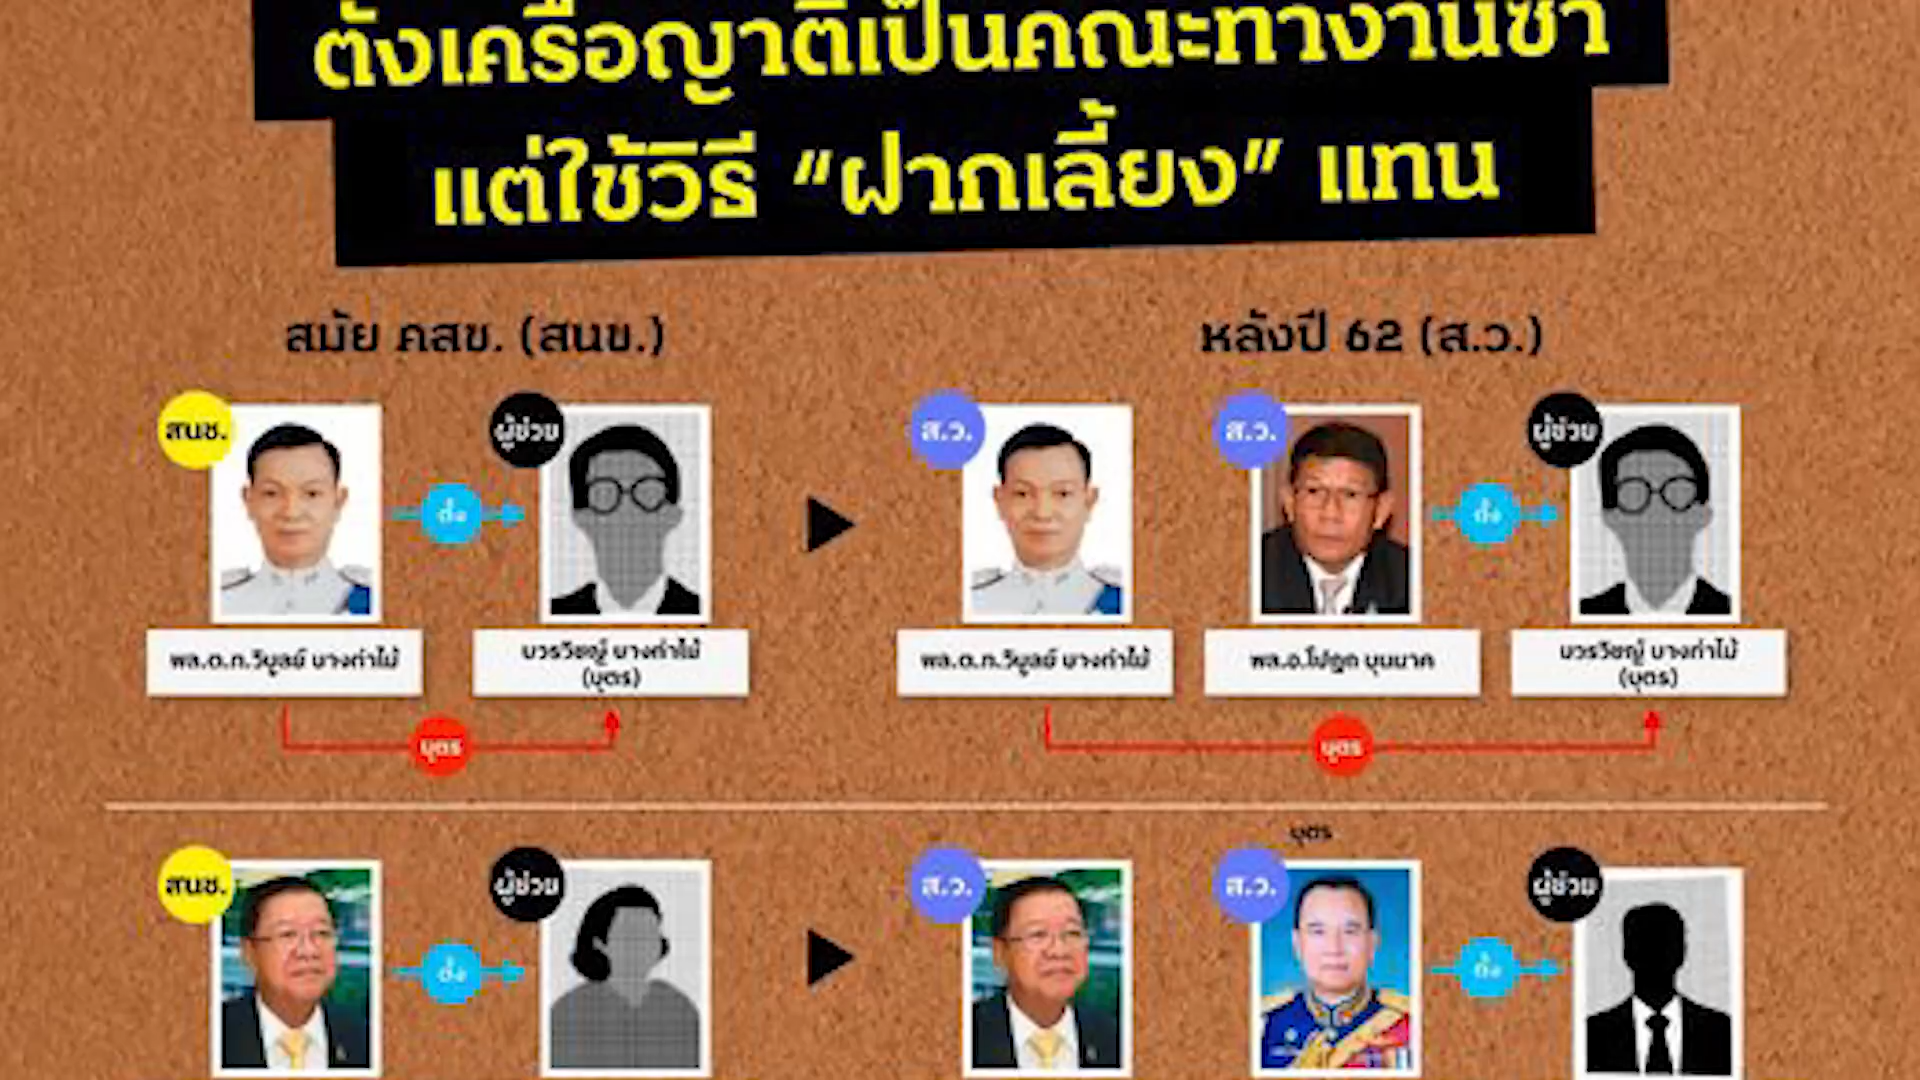 ตั้งเครือญาติเป็นคณะทำงานซ้ำ
แต่ใช้วิธี “ฝากเลี้ยง” แทน
สมัย คสช. (สนช.)
หลังปี 62 (ส.ว.)
สนช.
ผู้ช่วย
ส.ว.
ส.ว.
ผู้ช่วย
ตั้ง
ตั้ง
พล.ต.ท.วิบูลย์ บางท่าไม้
บวรวิชญ์ บางท่าไม้
(บุตร)
พล.ต.ท.วิบูลย์ บางท่าไม้
พล.อ.โปฎก บุนนาค
บวรวิชญ์ บางท่าไม้
(บุตร)
บุตร
บุตร
บุตร
สนช.
ผู้ช่วย
ส.ว.
ส.ว.
ผู้ช่วย
ตั้ง
ตั้ง